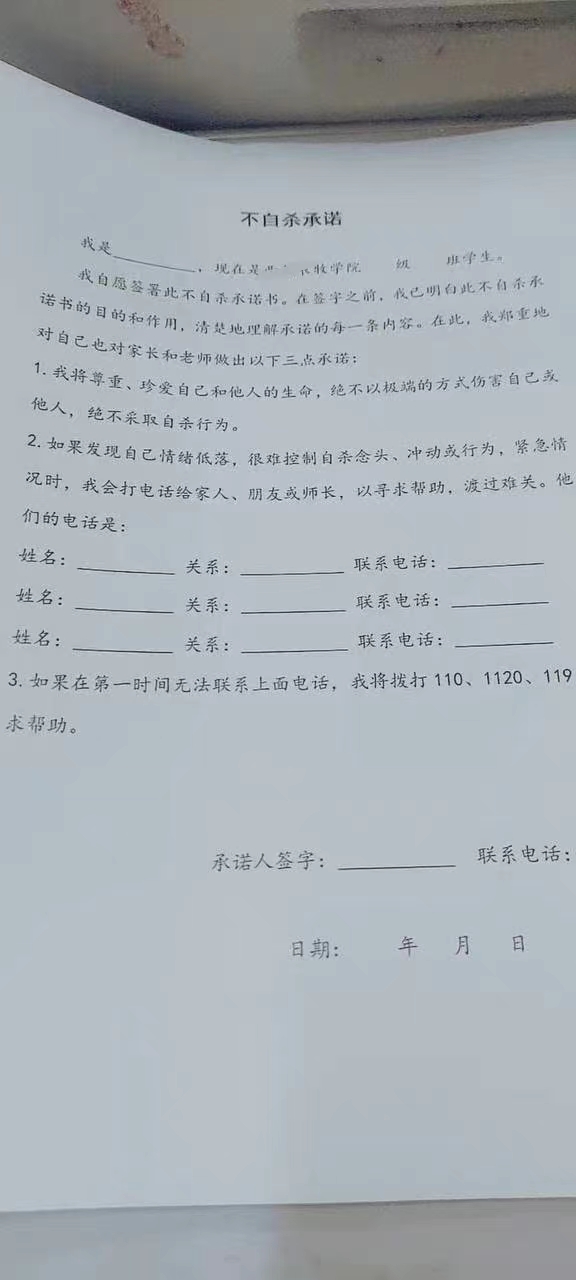 不自杀承诺
我是________，现在是 牧学院 级 班学生。
我自愿签署此不自杀承诺书。在签字之前，我已明白此不自杀承
诺书的目的和作用，清楚地理解承诺的每一条内容。在此，我郑重地
对自己也对家长和老师做出以下三点承诺：
1. 我将尊重、珍爱自己和他人的生命，绝不以极端的方式伤害自己或
他人，绝不采取自杀行为。
2. 如果发现自己情绪低落，很难控制自杀念头、冲动或行为，紧急情
况时，我会打电话给家人、朋友或师长，以寻求帮助，渡过难关。他
们的电话是：
姓名：________ 关系：________ 联系电话：________
姓名：________ 关系：________ 联系电话：________
姓名：________ 关系：________ 联系电话：________
3. 如果在第一时间无法联系上面电话，我将拨打 110、1120、119
求帮助。
承诺人签字：________ 联系电话：
日期： 年 月 日